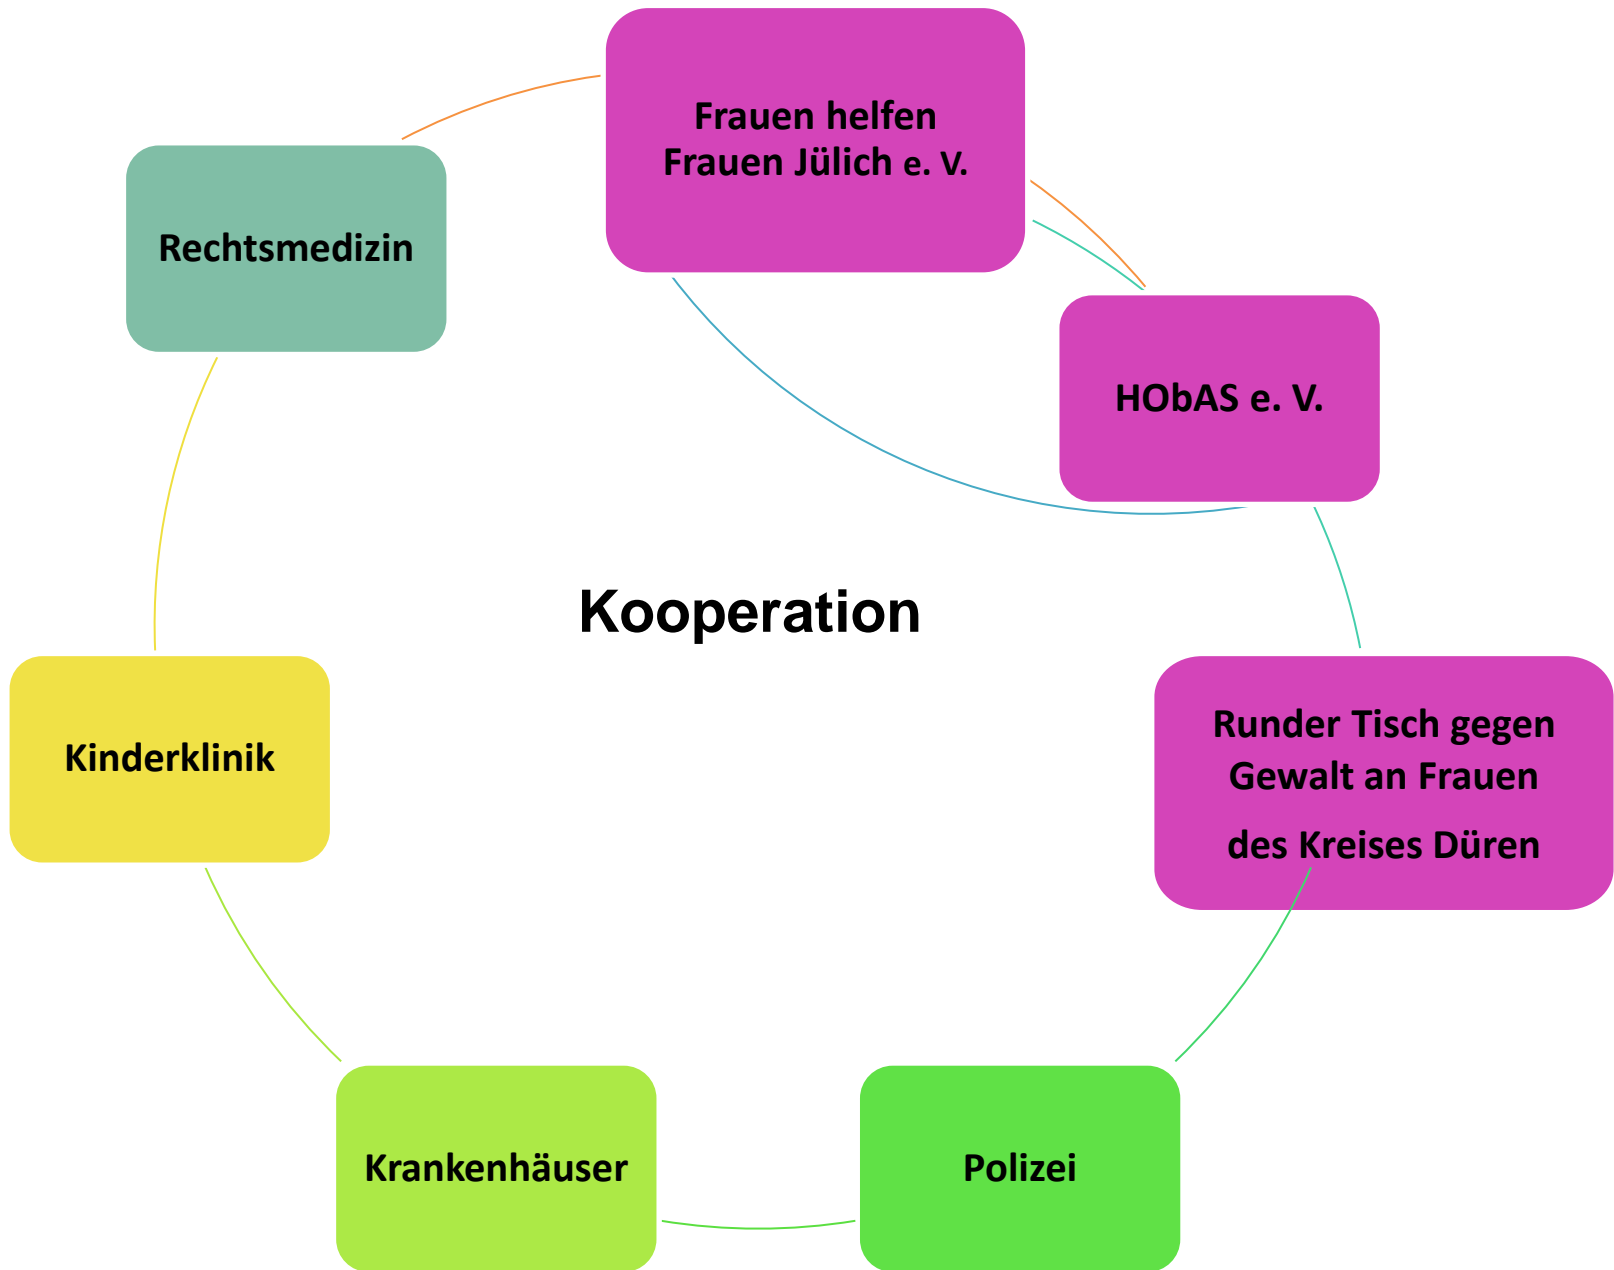 Frauen helfen
Frauen Jülich e. V.
Rechtsmedizin
HObAS e. V.
Kooperation
Runder Tisch gegen
Gewalt an Frauen
des Kreises Düren
Kinderklinik
Krankenhäuser
Polizei